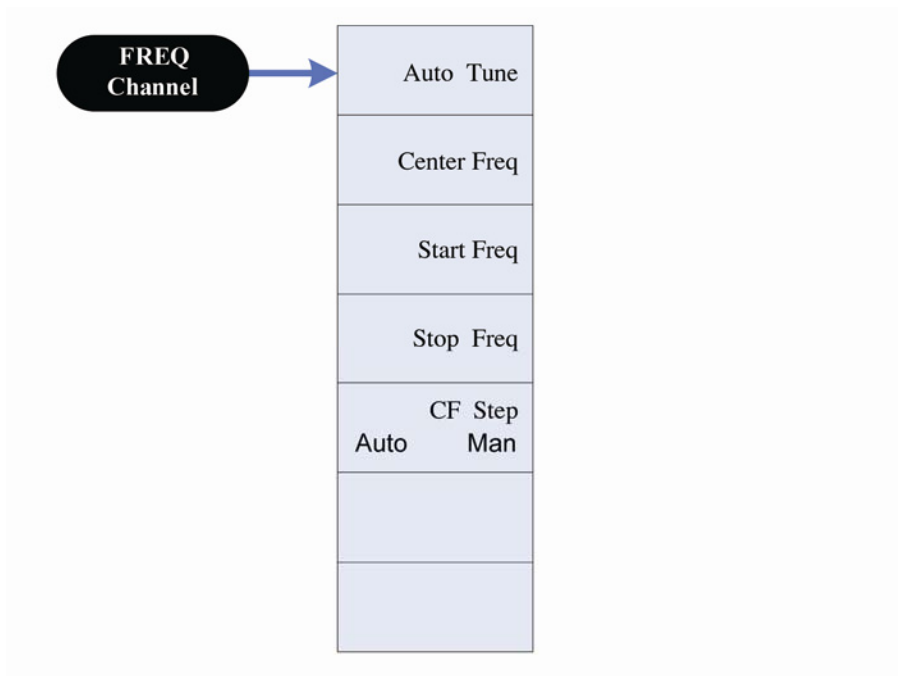 FREQ
Channel
Auto Tune
Center Freq
Start Freq
Stop Freq
CF Step
Auto Man